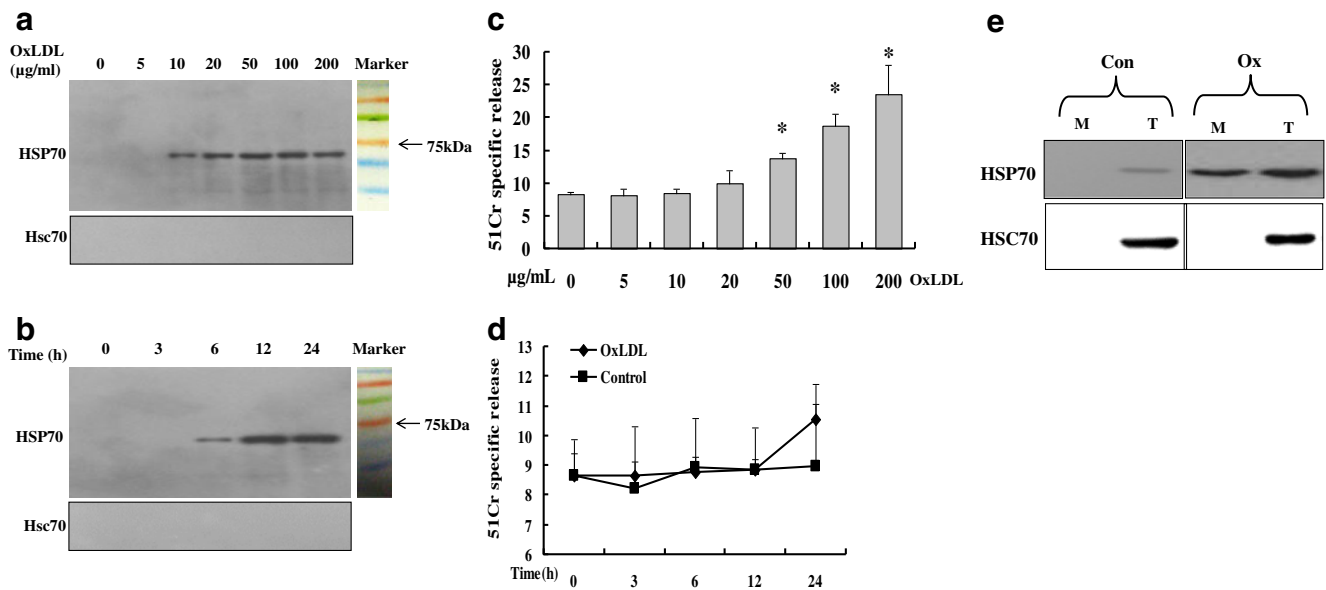 a
OxLDL
(µg/ml)
0 5 10 20 50 100 200 Marker
HSP70
75kDa
Hsc70
b
Time (h) 0 3 6 12 24 Marker
HSP70
75kDa
Hsc70
c
51Cr specific release
30
25
20
15
10
5
0
* * *
µg/mL 0 5 10 20 50 100 200 OxLDL
d
51Cr specific release
13
12
11
10
9
8
7
6
OxLDL
Control
Time(h) 0 3 6 12 24
e
Con Ox
M T M T
HSP70
HSC70